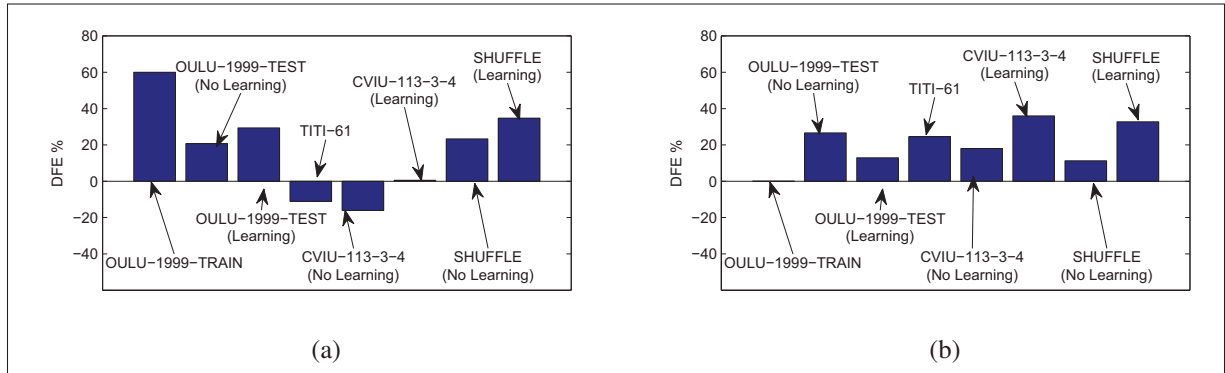 80
60
40
20
0
−20
−40
DFE %
OULU−1999−TEST
(No Learning)
TITI−61
CVIU−113−3−4
(Learning)
SHUFFLE
(Learning)
OULU−1999−TRAIN
OULU−1999−TEST
(Learning)
CVIU−113−3−4
(No Learning)
SHUFFLE
(No Learning)
(a)
80
60
40
20
0
−20
−40
DFE %
OULU−1999−TEST
(No Learning)
TITI−61
CVIU−113−3−4
(Learning)
SHUFFLE
(Learning)
OULU−1999−TRAIN
OULU−1999−TEST
(Learning)
CVIU−113−3−4
(No Learning)
SHUFFLE
(No Learning)
(b)